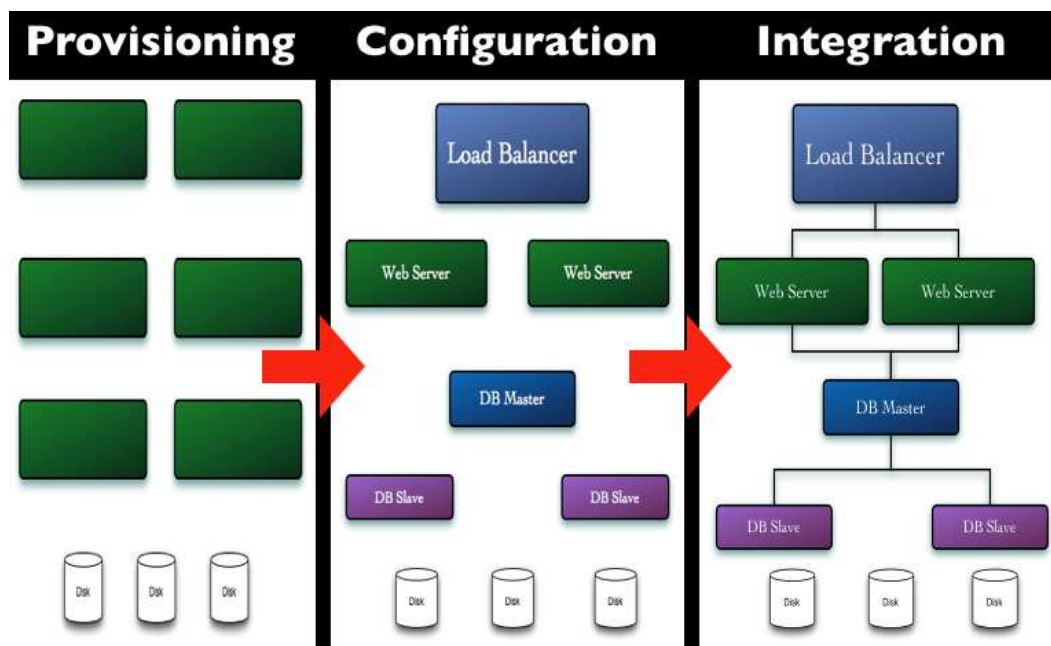 Provisioning
Configuration
Integration
Disk
Disk
Disk
Load Balancer
Web Server
Web Server
DB Master
DB Slave
DB Slave
Disk
Disk
Disk
Load Balancer
Web Server
Web Server
DB Master
DB Slave
DB Slave
Disk
Disk
Disk